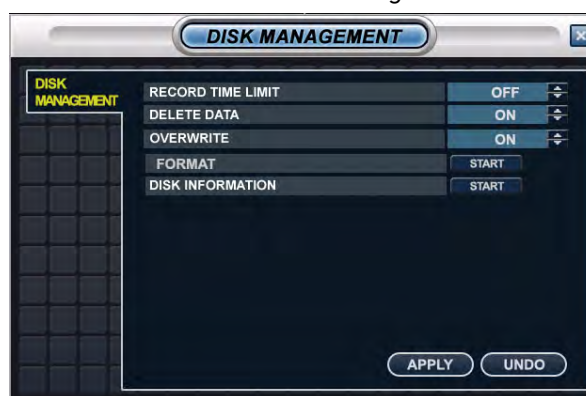 DISK MANAGEMENT
DISK
MANAGEMENT
RECORD TIME LIMIT OFF
DELETE DATA ON
OVERWRITE ON
FORMAT START
DISK INFORMATION START
APPLY UNDO